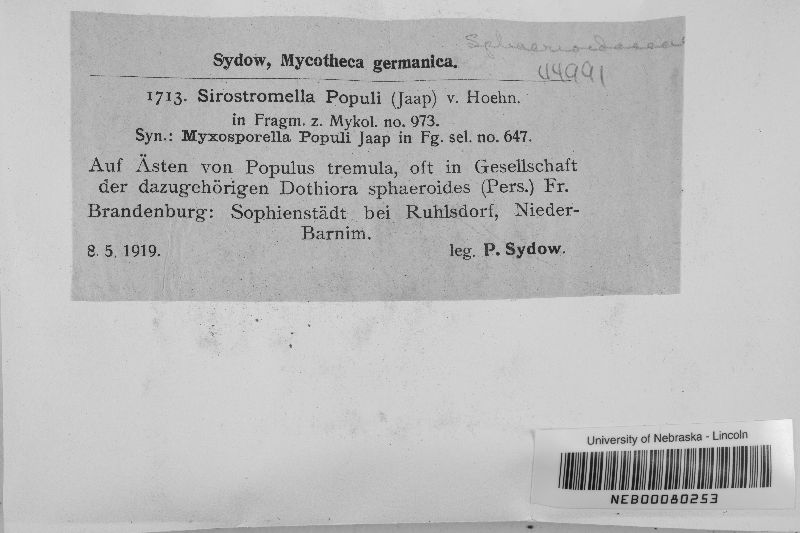 Sphaerioidaceae
Sydow, Mycotheca germanica.
44991
1713. Sirostromella Populi (Jaap) v. Hoehn.
in Fragm. z. Mykol. no. 973.
Syn.: Myxosporella Populi Jaap in Fg. sel. no. 647.
Auf Ästen von Populus tremula, oft in Gesellschaft
der dazugehörigen Dothiora sphaeroides (Pers.) Fr.
Brandenburg: Sophienstädt bei Ruhlsdorf, Nieder-
Barnim.
8. 5. 1919. leg. P. Sydow.
University of Nebraska - Lincoln
NEB00080253